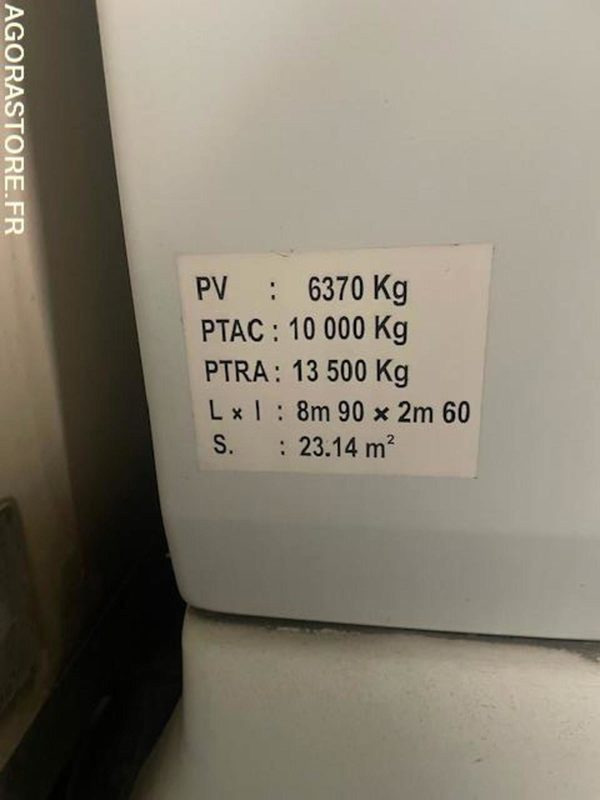 AGORASTORE.FR
PV : 6370 Kg
PTAC : 10 000 Kg
PTRA : 13 500 Kg
L x l : 8m 90 x 2m 60
S. : 23.14 m²